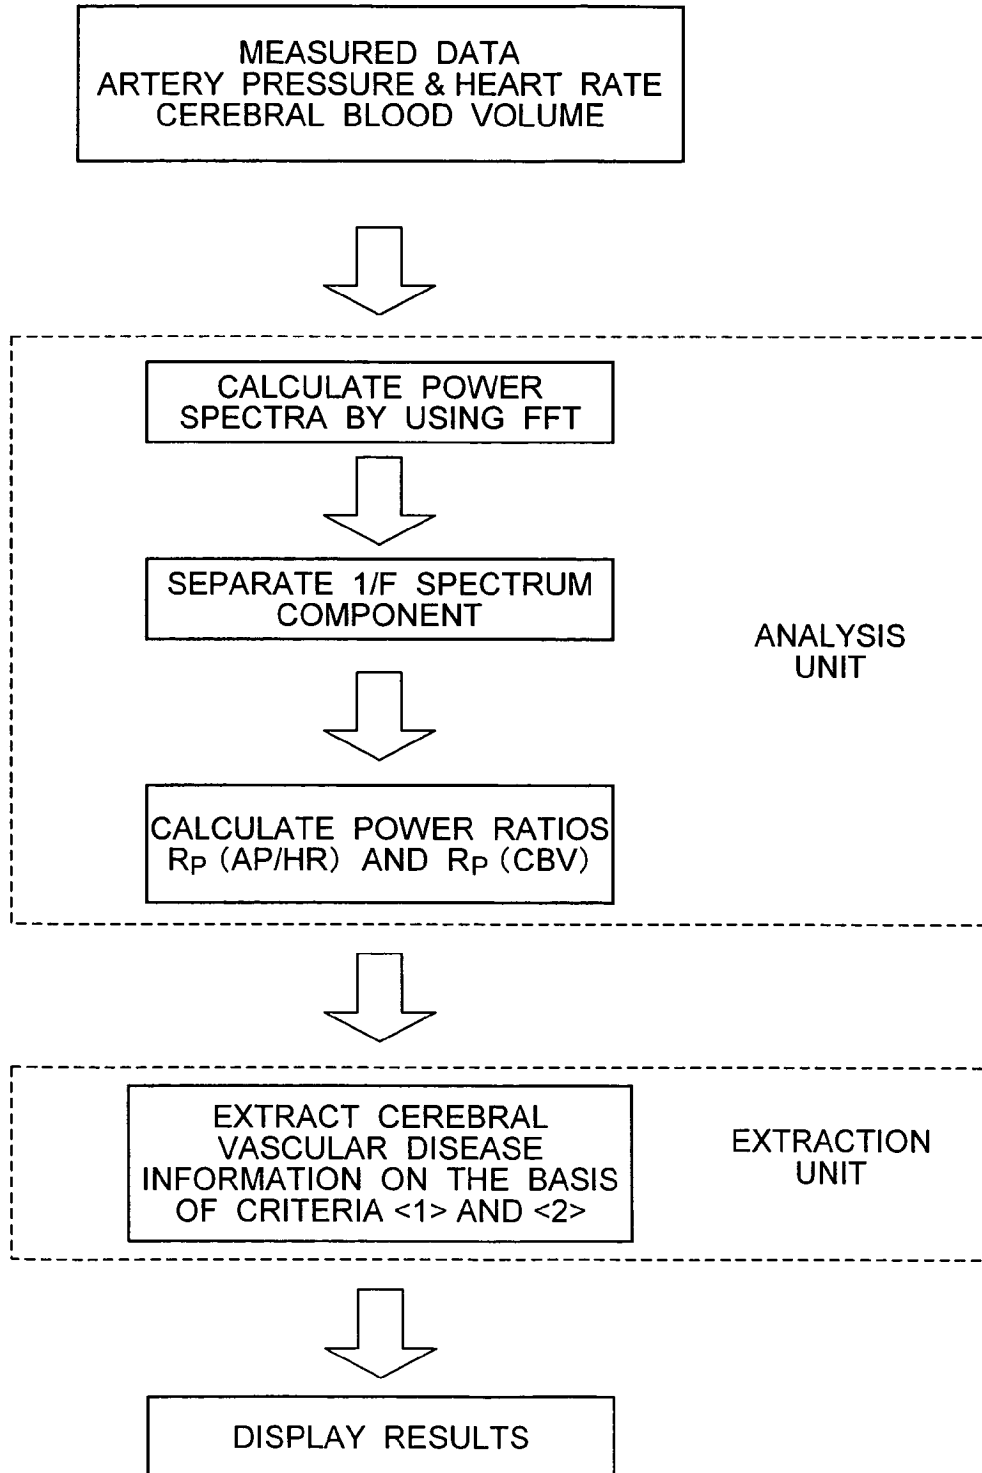 MEASURED DATA
ARTERY PRESSURE & HEART RATE
CEREBRAL BLOOD VOLUME
CALCULATE POWER
SPECTRA BY USING FFT
SEPARATE 1/F SPECTRUM
COMPONENT
ANALYSIS
UNIT
CALCULATE POWER RATIOS
RP (AP/HR) AND RP (CBV)
EXTRACT CEREBRAL
VASCULAR DISEASE
INFORMATION ON THE BASIS
OF CRITERIA <1> AND <2>
EXTRACTION
UNIT
DISPLAY RESULTS